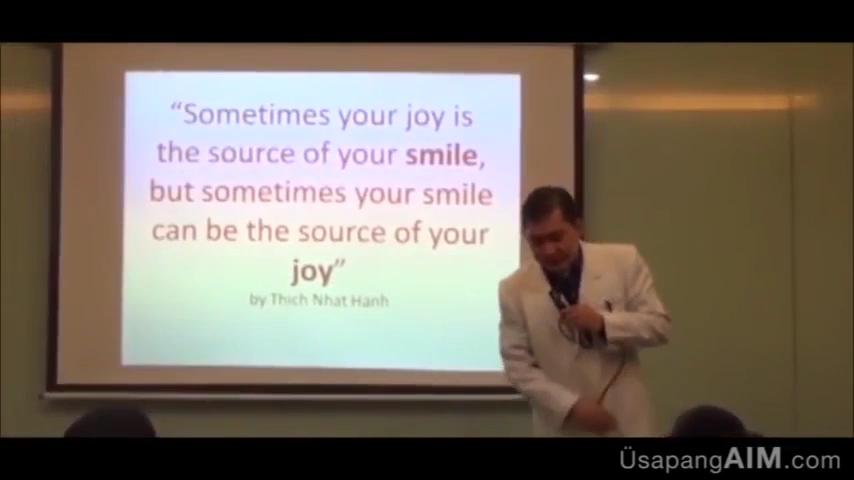 “Sometimes your joy is
the source of your smile,
but sometimes your smile
can be the source of your
joy”
by Thich Nhat Hanh
ÜsapangAIM.com